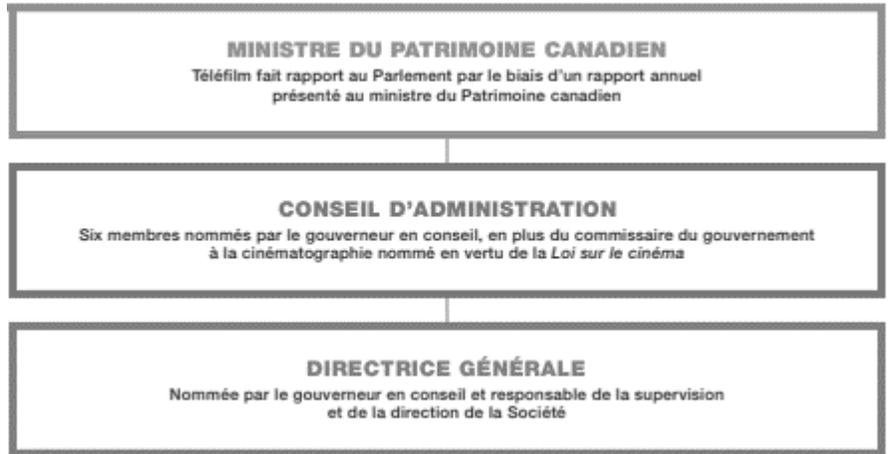 MINISTRE DU PATRIMOINE CANADIEN
Téléfilm fait rapport au Parlement par le biais d'un rapport annuel
présenté au ministre du Patrimoine canadien
CONSEIL D'ADMINISTRATION
Six membres nommés par le gouverneur en conseil, en plus du commissaire du gouvernement
à la cinématographie nommé en vertu de la Loi sur le cinéma
DIRECTRICE GÉNÉRALE
Nommée par le gouverneur en conseil et responsable de la supervision
et de la direction de la Société